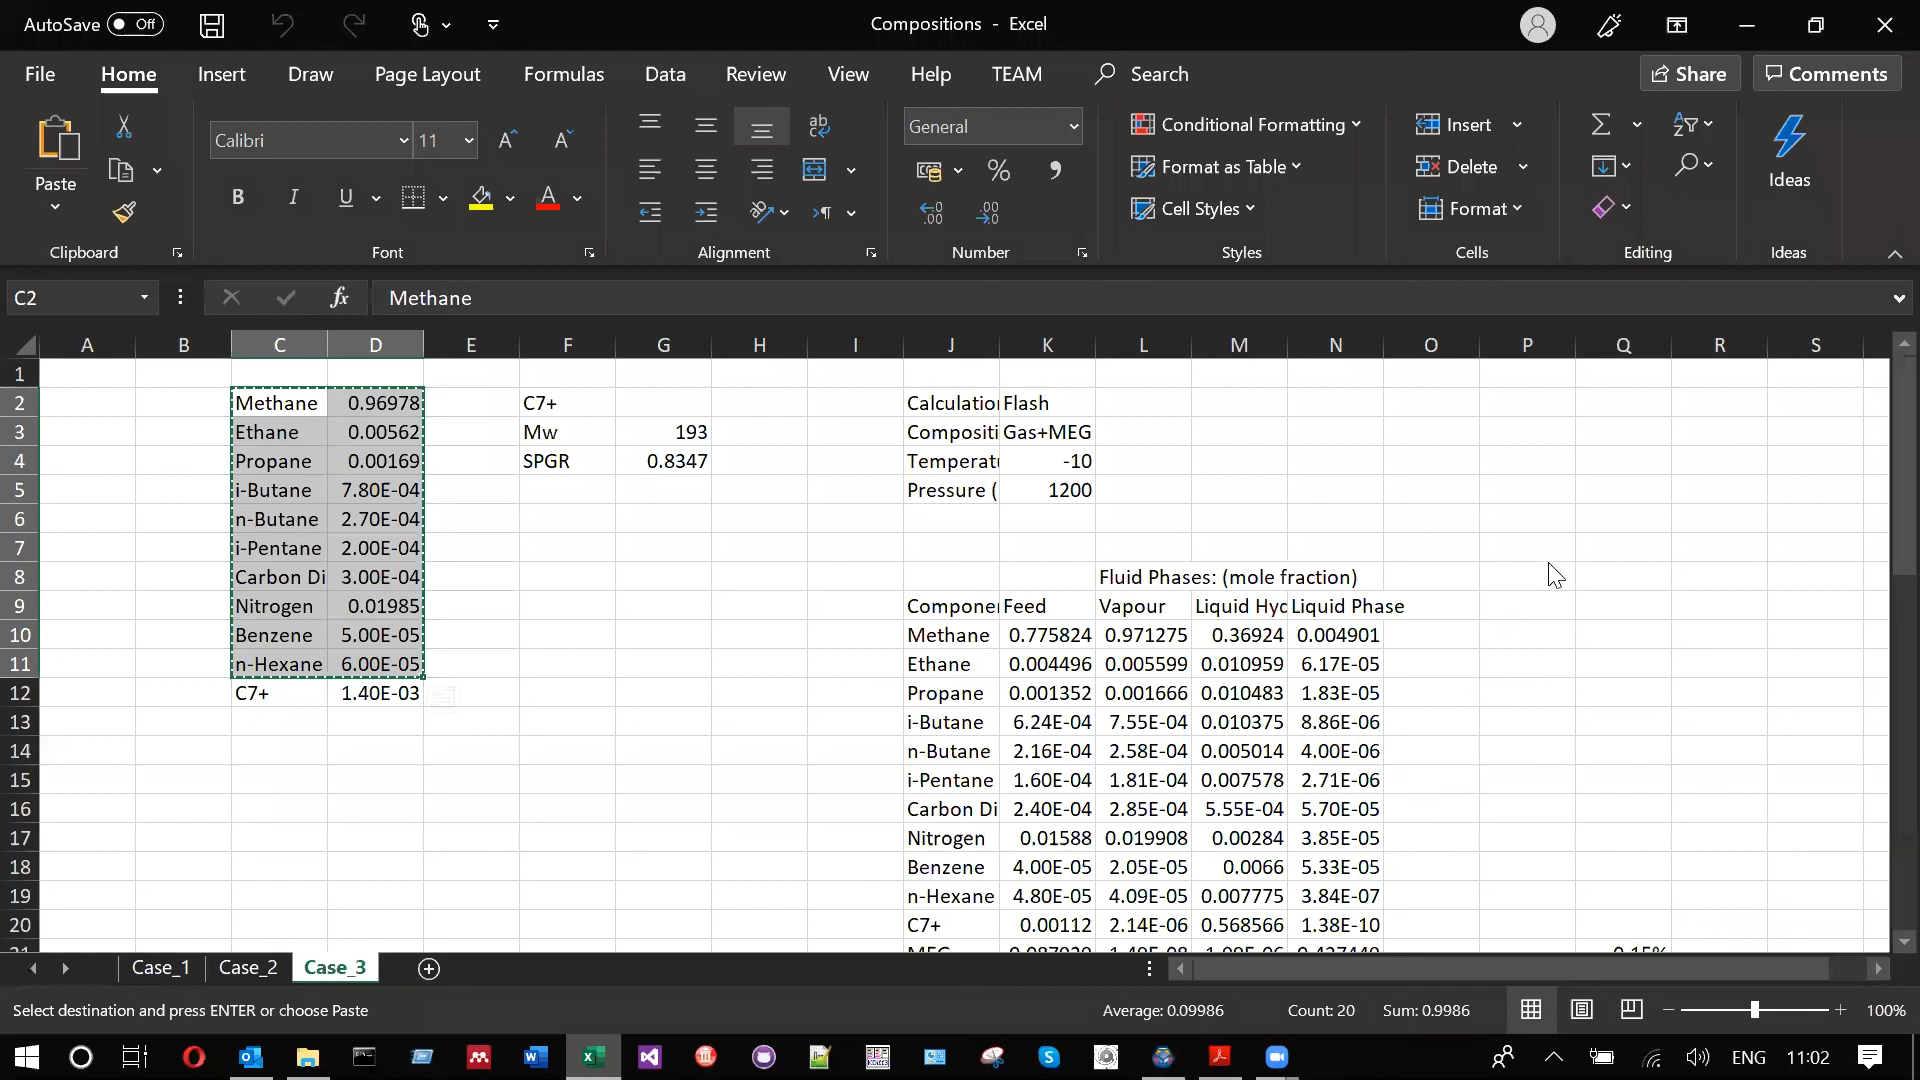 AutoSave Off
Compositions - Excel
File Home Insert Draw Page Layout Formulas Data Review View Help TEAM Search Share Comments
Calibri 11
General
Conditional Formatting
Insert
Paste
Format as Table
Delete
Ideas
B I U
Cell Styles
Format
Clipboard Font Alignment Number Styles Cells Editing Ideas
C2 fx Methane
A B C D E F G H I J K L M N O P Q R S
1
2 Methane 0.96978 C7+ Calculatio Flash
3 Ethane 0.00562 Mw 193 Compositi Gas+MEG
4 Propane 0.00169 SPGR 0.8347 Temperatu -10
5 i-Butane 7.80E-04 Pressure ( 1200
6 n-Butane 2.70E-04
7 i-Pentane 2.00E-04
8 Carbon Di 3.00E-04 Fluid Phases: (mole fraction)
9 Nitrogen 0.01985 Componen Feed Vapour Liquid Hyd Liquid Phase
10 Benzene 5.00E-05 Methane 0.775824 0.971275 0.36924 0.004901
11 n-Hexane 6.00E-05 Ethane 0.004496 0.005599 0.010959 6.17E-05
12 C7+ 1.40E-03 Propane 0.001352 0.001666 0.010483 1.83E-05
13 i-Butane 6.24E-04 7.55E-04 0.010375 8.86E-06
14 n-Butane 2.16E-04 2.58E-04 0.005014 4.00E-06
15 i-Pentane 1.60E-04 1.81E-04 0.007578 2.71E-06
16 Carbon Di 2.40E-04 2.85E-04 5.55E-04 5.70E-05
17 Nitrogen 0.01588 0.019908 0.00284 3.85E-05
18 Benzene 4.00E-05 2.05E-05 0.0066 5.33E-05
19 n-Hexane 4.80E-05 4.09E-05 0.007775 3.84E-07
20 C7+ 0.00112 2.14E-06 0.568566 1.38E-10
Case_1 Case_2 Case_3
Select destination and press ENTER or choose Paste
Average: 0.09986 Count: 20 Sum: 0.9986 100%
ENG 11:02